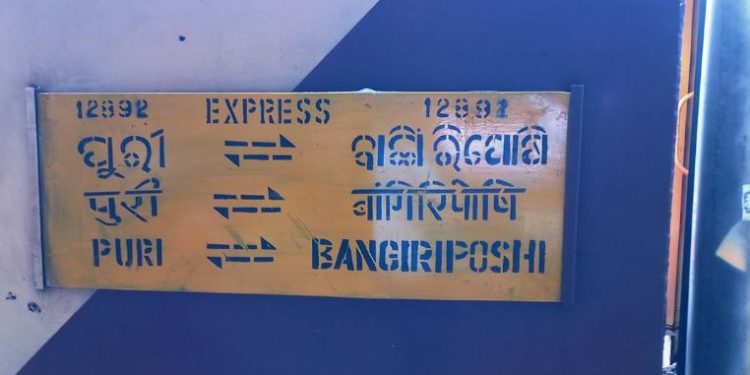 12892 EXPRESS 12891
ପୁରୀ ବାଙ୍ଗିରିପୋଷି
पुरी बांगिरिपोषि
PURI BANGIRIPOSHI